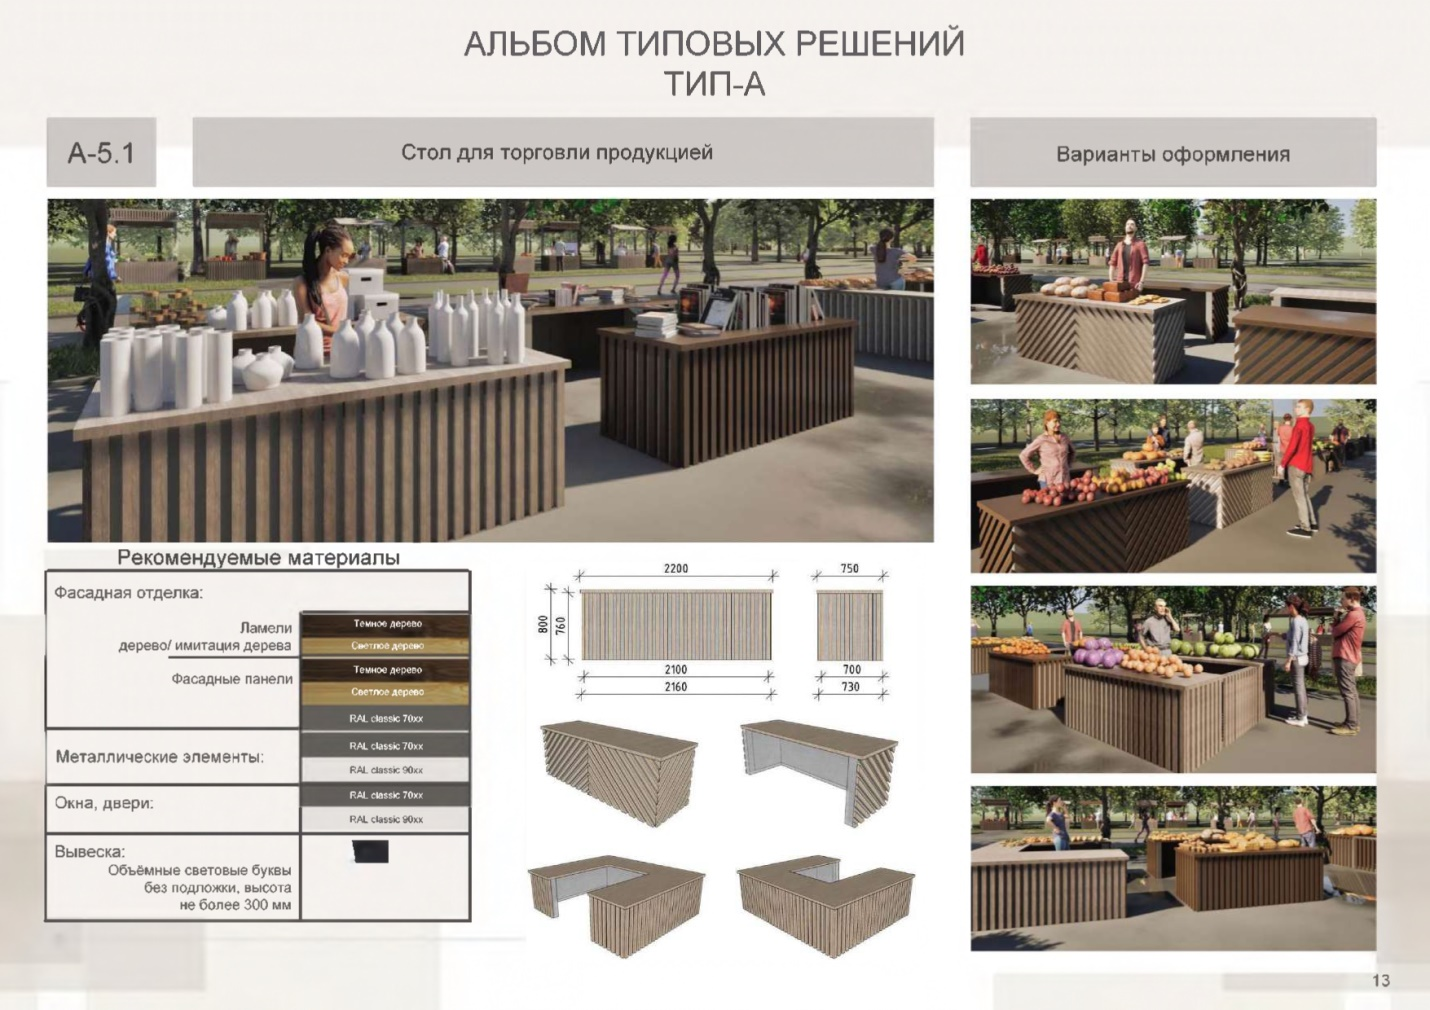 АЛЬБОМ ТИПОВЫХ РЕШЕНИЙ
ТИП-А
А-5.1
Стол для торговли продукцией
Варианты оформления
Рекомендуемые материалы
Фасадная отделка:
Ламели
дерево/ имитация дерева
Темное дерево
Светлое дерево
Фасадные панели
Темное дерево
Светлое дерево
RAL classic 70xx
Металлические элементы:
RAL classic 70xx
RAL classic 90xx
Окна, двери:
RAL classic 70xx
RAL classic 90xx
Вывеска:
Объёмные световые буквы
без подложки, высота
не более 300 мм
2200
750
800
760
2100
2160
700
730
13